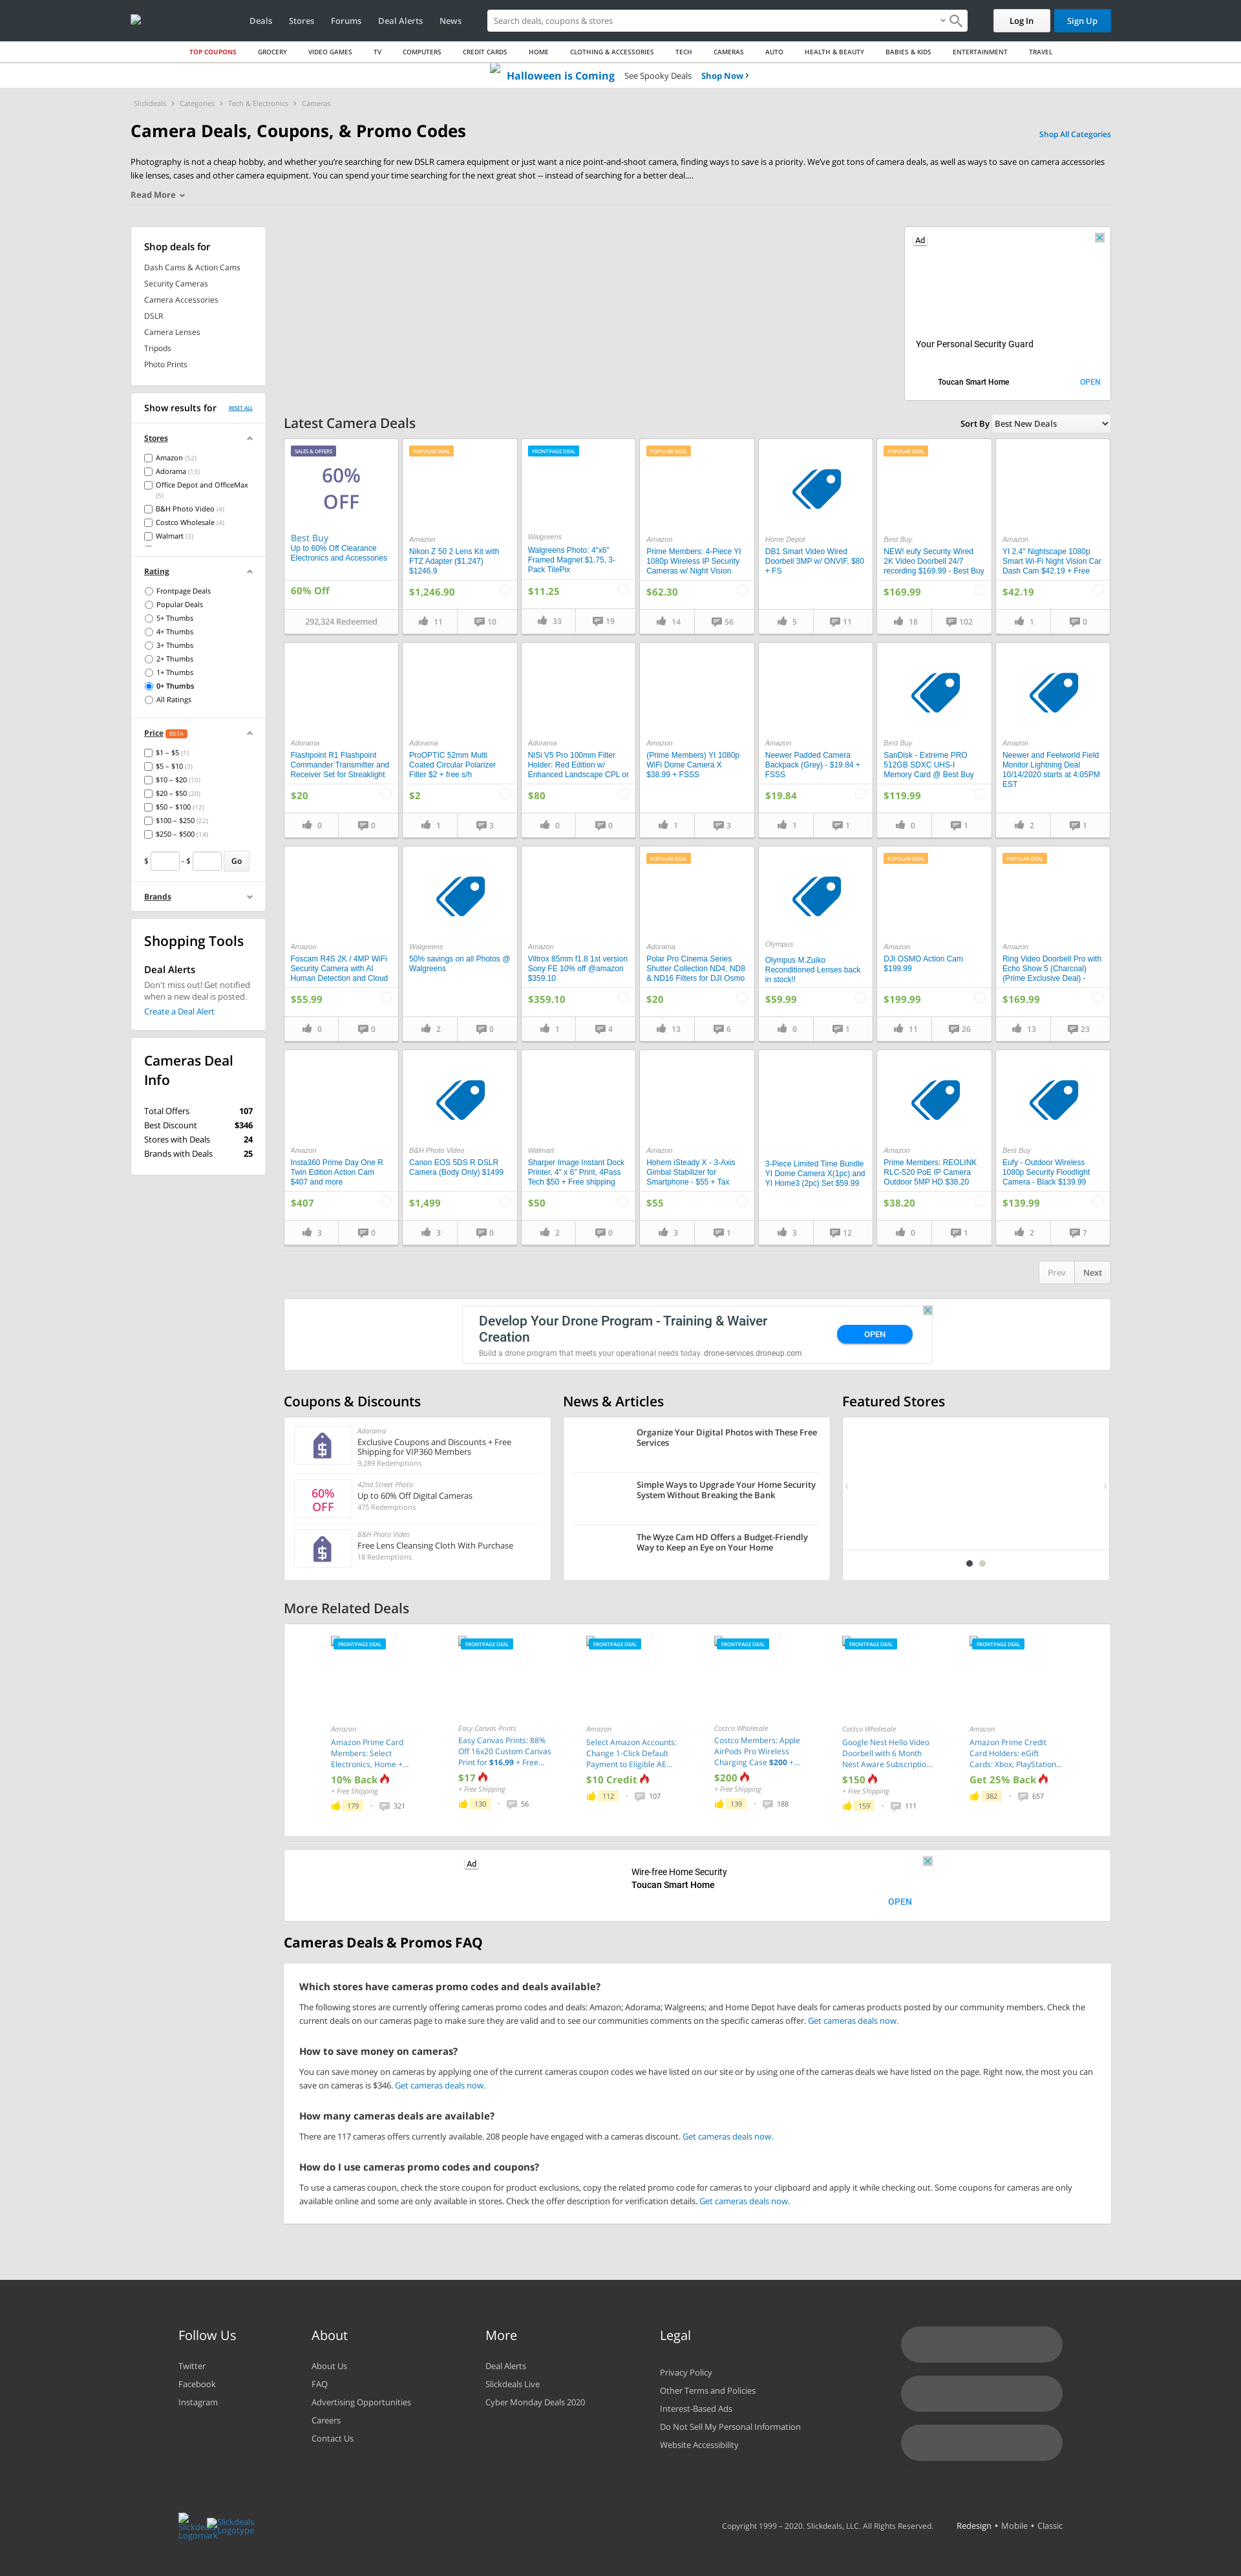 Deals Stores Forums Deal Alerts News
Search deals, coupons & stores
Log In
Sign Up
TOP COUPONS GROCERY VIDEO GAMES TV COMPUTERS CREDIT CARDS HOME CLOTHING & ACCESSORIES TECH CAMERAS AUTO HEALTH & BEAUTY BABIES & KIDS ENTERTAINMENT TRAVEL
Halloween is Coming See Spooky Deals Shop Now
Slickdeals > Categories > Tech & Electronics > Cameras
Camera Deals, Coupons, & Promo Codes
Shop All Categories
Photography is not a cheap hobby, and whether you're searching for new DSLR camera equipment or just want a nice point-and-shoot camera, finding ways to save is a priority. We've got tons of camera deals, as well as ways to save on camera accessories
like lenses, cases and other camera equipment. You can spend your time searching for the next great shot -- instead of searching for a better deal....
Read More
Shop deals for
Dash Cams & Action Cams
Security Cameras
Camera Accessories
DSLR
Camera Lenses
Tripods
Photo Prints
Show results for RESET ALL
Stores
Amazon (52)
Adorama (13)
Office Depot and OfficeMax
(5)
B&H Photo Video (4)
Costco Wholesale (4)
Walmart (3)
Rating
Frontpage Deals
Popular Deals
5+ Thumbs
4+ Thumbs
3+ Thumbs
2+ Thumbs
1+ Thumbs
0+ Thumbs
All Ratings
Price BETA
$1 – $5 (1)
$5 – $10 (3)
$10 – $20 (10)
$20 – $50 (20)
$50 – $100 (12)
$100 – $250 (22)
$250 – $500 (14)
$ - $ Go
Brands
Shopping Tools
Deal Alerts
Don't miss out! Get notified
when a new deal is posted.
Create a Deal Alert
Cameras Deal
Info
Total Offers 107
Best Discount $346
Stores with Deals 24
Brands with Deals 25
Ad
Your Personal Security Guard
Toucan Smart Home OPEN
Latest Camera Deals
Sort By Best New Deals
SALES & OFFERS
60%
OFF
Best Buy
Up to 60% Off Clearance
Electronics and Accessories
60% Off
292,324 Redeemed
POPULAR DEAL
Amazon
Nikon Z 50 2 Lens Kit with
FTZ Adapter ($1,247)
$1246.9
$1,246.90
11 10
FRONTPAGE DEAL
Walgreens
Walgreens Photo: 4"x6"
Framed Magnet $1.75, 3-
Pack TilePix
$11.25
33 19
POPULAR DEAL
Amazon
Prime Members: 4-Piece YI
1080p Wireless IP Security
Cameras w/ Night Vision
$62.30
14 56
Home Depot
DB1 Smart Video Wired
Doorbell 3MP w/ ONVIF, $80
+ FS
5 11
POPULAR DEAL
Best Buy
NEW! eufy Security Wired
2K Video Doorbell 24/7
recording $169.99 - Best Buy
$169.99
18 102
Amazon
YI 2.4" Nightscape 1080p
Smart Wi-Fi Night Vision Car
Dash Cam $42.19 + Free
$42.19
1 0
Adorama
Flashpoint R1 Flashpoint
Commander Transmitter and
Receiver Set for Streaklight
$20
0 0
Adorama
ProOPTIC 52mm Multi
Coated Circular Polarizer
Filter $2 + free s/h
$2
1 3
Adorama
NiSi V5 Pro 100mm Filter
Holder: Red Edition w/
Enhanced Landscape CPL or
$80
0 0
Amazon
(Prime Members) YI 1080p
WiFi Dome Camera X
$38.99 + FSSS
1 3
Amazon
Neewer Padded Camera
Backpack (Grey) - $19.84 +
FSSS
$19.84
1 1
Best Buy
SanDisk - Extreme PRO
512GB SDXC UHS-I
Memory Card @ Best Buy
$119.99
0 1
Amazon
Neewer and Feelworld Field
Monitor Lightning Deal
10/14/2020 starts at 4:05PM
EST
2 1
Amazon
Foscam R4S 2K / 4MP WiFi
Security Camera with AI
Human Detection and Cloud
$55.99
0 0
Walgreens
50% savings on all Photos @
Walgreens
2 0
Amazon
Viltrox 85mm f1.8 1st version
Sony FE 10% off @amazon
$359.10
$359.10
1 4
POPULAR DEAL
Adorama
Polar Pro Cinema Series
Shutter Collection ND4, ND8
& ND16 Filters for DJI Osmo
$20
13 6
Olympus
Olympus M.Zuiko
Reconditioned Lenses back
in stock!!
$59.99
0 1
POPULAR DEAL
Amazon
DJI OSMO Action Cam
$199.99
$199.99
11 26
POPULAR DEAL
Amazon
Ring Video Doorbell Pro with
Echo Show 5 (Charcoal)
(Prime Exclusive Deal) -
$169.99
13 23
Amazon
Insta360 Prime Day One R
Twin Edition Action Cam
$407 and more
$407
3 0
B&H Photo Video
Canon EOS 5DS R DSLR
Camera (Body Only) $1499
$1,499
3 0
Walmart
Sharper Image Instant Dock
Printer, 4" x 6" Print, 4Pass
Tech $50 + Free shipping
$50
2 0
Amazon
Hohem iSteady X - 3-Axis
Gimbal Stabilizer for
Smartphone - $55 + Tax
$55
3 1
3-Piece Limited Time Bundle
YI Dome Camera X(1pc) and
YI Home3 (2pc) Set $59.99
3 12
Amazon
Prime Members: REOLINK
RLC-520 PoE IP Camera
Outdoor 5MP HD $38.20
$38.20
0 1
Best Buy
Eufy - Outdoor Wireless
1080p Security Floodlight
Camera - Black $139.99
$139.99
2 7
Prev Next
Develop Your Drone Program - Training & Waiver
Creation
Build a drone program that meets your operational needs today. drone-services.droneup.com
OPEN
Coupons & Discounts
Adorama
Exclusive Coupons and Discounts + Free
Shipping for VIP360 Members
9,289 Redemptions
60%
OFF
42nd Street Photo
Up to 60% Off Digital Cameras
475 Redemptions
B&H Photo Video
Free Lens Cleansing Cloth With Purchase
18 Redemptions
News & Articles
Organize Your Digital Photos with These Free
Services
Simple Ways to Upgrade Your Home Security
System Without Breaking the Bank
The Wyze Cam HD Offers a Budget-Friendly
Way to Keep an Eye on Your Home
Featured Stores
More Related Deals
FRONTPAGE DEAL
Amazon
Amazon Prime Card
Members: Select
Electronics, Home +...
10% Back
+ Free Shipping
179 · 321
FRONTPAGE DEAL
Easy Canvas Prints
Easy Canvas Prints: 88%
Off 16x20 Custom Canvas
Print for $16.99 + Free...
$17
+ Free Shipping
130 · 56
FRONTPAGE DEAL
Amazon
Select Amazon Accounts:
Change 1-Click Default
Payment to Eligible AE...
$10 Credit
112 · 107
FRONTPAGE DEAL
Costco Wholesale
Costco Members: Apple
AirPods Pro Wireless
Charging Case $200 +...
$200
+ Free Shipping
139 · 188
FRONTPAGE DEAL
Costco Wholesale
Google Nest Hello Video
Doorbell with 6 Month
Nest Aware Subscriptio...
$150
+ Free Shipping
159 · 111
FRONTPAGE DEAL
Amazon
Amazon Prime Credit
Card Holders: eGift
Cards: Xbox, PlayStation...
Get 25% Back
382 · 657
Ad
Wire-free Home Security
Toucan Smart Home
OPEN
Cameras Deals & Promos FAQ
Which stores have cameras promo codes and deals available?
The following stores are currently offering cameras promo codes and deals: Amazon; Adorama; Walgreens; and Home Depot have deals for cameras products posted by our community members. Check the
current deals on our cameras page to make sure they are valid and to see our communities comments on the specific cameras offer. Get cameras deals now.
How to save money on cameras?
You can save money on cameras by applying one of the current cameras coupon codes we have listed on our site or by using one of the cameras deals we have listed on the page. Right now, the most you can
save on cameras is $346. Get cameras deals now.
How many cameras deals are available?
There are 117 cameras offers currently available. 208 people have engaged with a cameras discount. Get cameras deals now.
How do I use cameras promo codes and coupons?
To use a cameras coupon, check the store coupon for product exclusions, copy the related promo code for cameras to your clipboard and apply it while checking out. Some coupons for cameras are only
available online and some are only available in stores. Check the offer description for verification details. Get cameras deals now.
Follow Us
Twitter
Facebook
Instagram
About
About Us
FAQ
Advertising Opportunities
Careers
Contact Us
More
Deal Alerts
Slickdeals Live
Cyber Monday Deals 2020
Legal
Privacy Policy
Other Terms and Policies
Interest-Based Ads
Do Not Sell My Personal Information
Website Accessibility
Slickdeals Logomark
Slickdeals Logotype
Copyright 1999 – 2020. Slickdeals, LLC. All Rights Reserved.
Redesign • Mobile • Classic